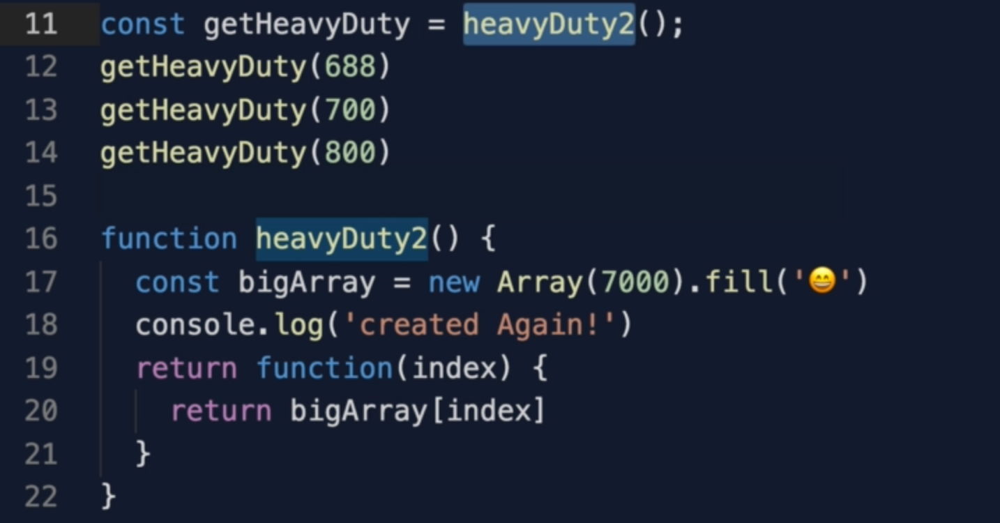 11 const getHeavyDuty = heavyDuty2();
12 getHeavyDuty(688)
13 getHeavyDuty(700)
14 getHeavyDuty(800)
15
16 function heavyDuty2() {
17   const bigArray = new Array(7000).fill('😄')
18   console.log('created Again!')
19   return function(index) {
20     return bigArray[index]
21   }
22 }